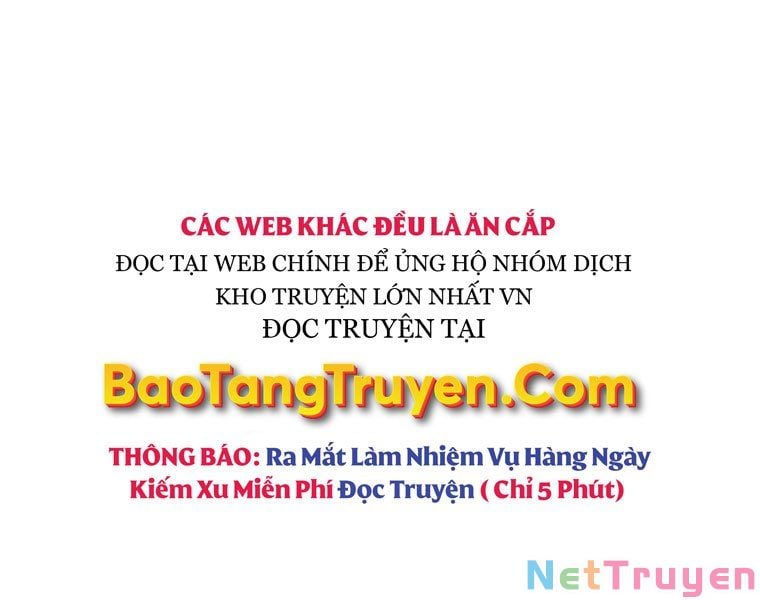 CÁC WEB KHÁC ĐỀU LÀ ĂN CẮP
ĐỌC TẠI WEB CHÍNH ĐỂ ỦNG HỘ NHÓM DỊCH
KHO TRUYỆN LỚN NHẤT VN
ĐỌC TRUYỆN TẠI
BaoTangTruyen.Com
THÔNG BÁO: Ra Mắt Làm Nhiệm Vụ Hàng Ngày
Kiếm Xu Miễn Phí Đọc Truyện ( Chỉ 5 Phút)
NetTruyen